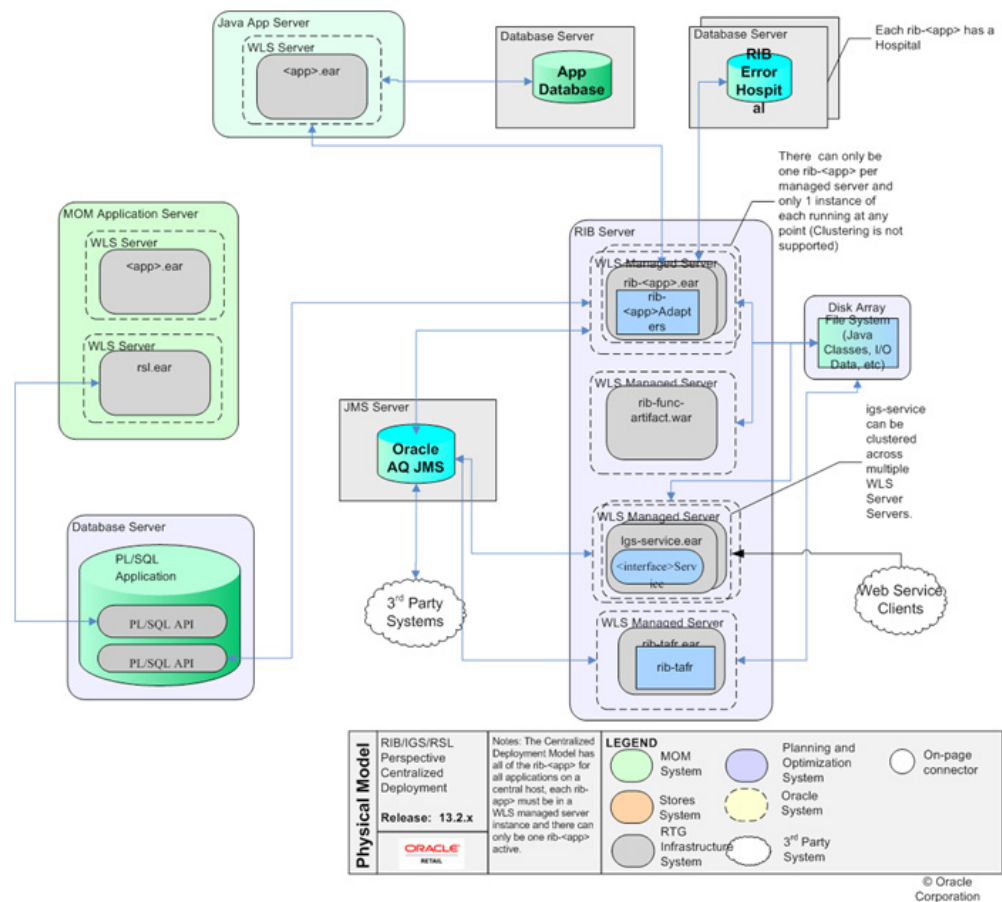 Java App Server
WLS Server
<app>.ear
Database Server
App
Database
Database Server
RIB
Error
Hospit
al
Each rib-<app> has a
Hospital
There can only be
one rib-<app> per
managed server and
only 1 instance of
each running at any
point (Clustering is not
supported)
MOM Application Server
WLS Server
<app>.ear
WLS Server
rsl.ear
RIB Server
WLS Managed Server
rib-<app>.ear
rib-
<app>Adapt
ers
Disk Array
File System
(Java
Classes, I/O
Data, etc)
WLS Managed Server
rib-func-
artifact.war
JMS Server
Oracle
AQ JMS
igs-service
can be
clustered
across
multiple
WLS
Server
Servers.
WLS Managed Server
Igs-service.ear
<interface>Serv
ice
Database Server
PL/SQL
Application
PL/SQL API
PL/SQL API
3rd Party
Systems
Web Service
Clients
WLS Managed Server
rib-tafr.ear
rib-tafr
Physical Model
RIB/IGS/RSL
Perspective
Centralized
Deployment
Release: 13.2.x
ORACLE
RETAIL
Notes: The Centralized
Deployment Model has
all of the rib-<app> for
all applications on a
central host, each rib-
app> must be in a
WLS managed server
instance and there can
only be one rib-<app>
active.
LEGEND
MOM
System
Planning and
Optimization
System
On-page
connector
Stores
System
Oracle
System
RTG
Infrastructure
System
3rd Party
System
© Oracle
Corporation